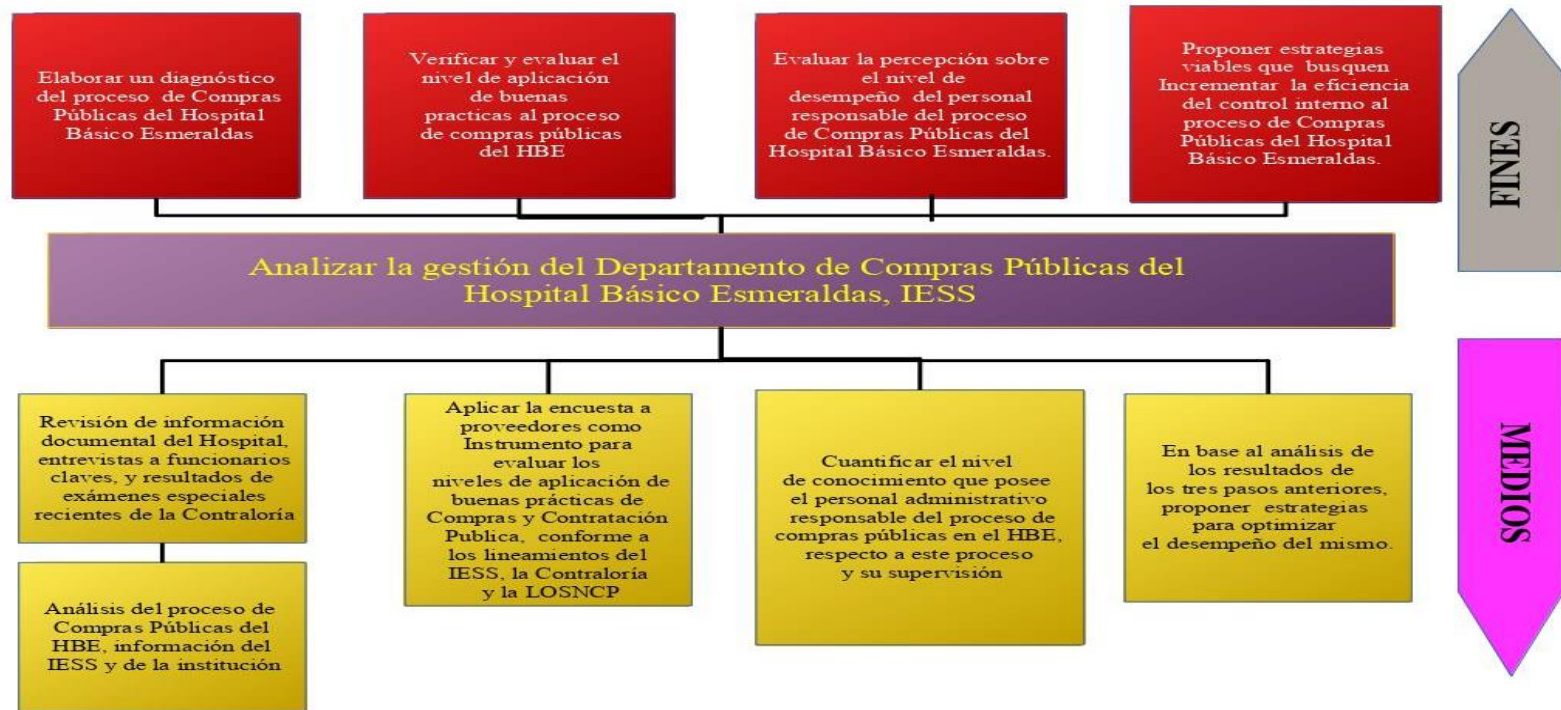 Elaborar un diagnóstico
del proceso de Compras
Públicas del Hospital
Básico Esmeraldas
Verificar y evaluar el
nivel de aplicación
de buenas
practicas al proceso
de compras públicas
del HBE
Evaluar la percepción sobre
el nivel de
desempeño del personal
responsable del proceso
de Compras Públicas del
Hospital Básico Esmeraldas.
Proponer estrategias
viables que busquen
Incrementar la eficiencia
del control interno al
proceso de Compras
Públicas del Hospital
Básico Esmeraldas.
FINES
Analizar la gestión del Departamento de Compras Públicas del
Hospital Básico Esmeraldas, IESS
Revisión de información
documental del Hospital,
entrevistas a funcionarios
claves, y resultados de
exámenes especiales
recientes de la Contraloría
Análisis del proceso de
Compras Públicas del
HBE, información del
IESS y de la institución
Aplicar la encuesta a
proveedores como
Instrumento para
evaluar los
niveles de aplicación de
buenas prácticas de
Compras y Contratación
Publica, conforme a
los lineamientos del
IESS, la Contraloría
y la LOSNCP
Cuantificar el nivel
de conocimiento que posee
el personal administrativo
responsable del proceso de
compras públicas en el HBE,
respecto a este proceso
y su supervisión
En base al análisis de
los resultados de
los tres pasos anteriores,
proponer estrategias
para optimizar
el desempeño del mismo.
MEDIOS